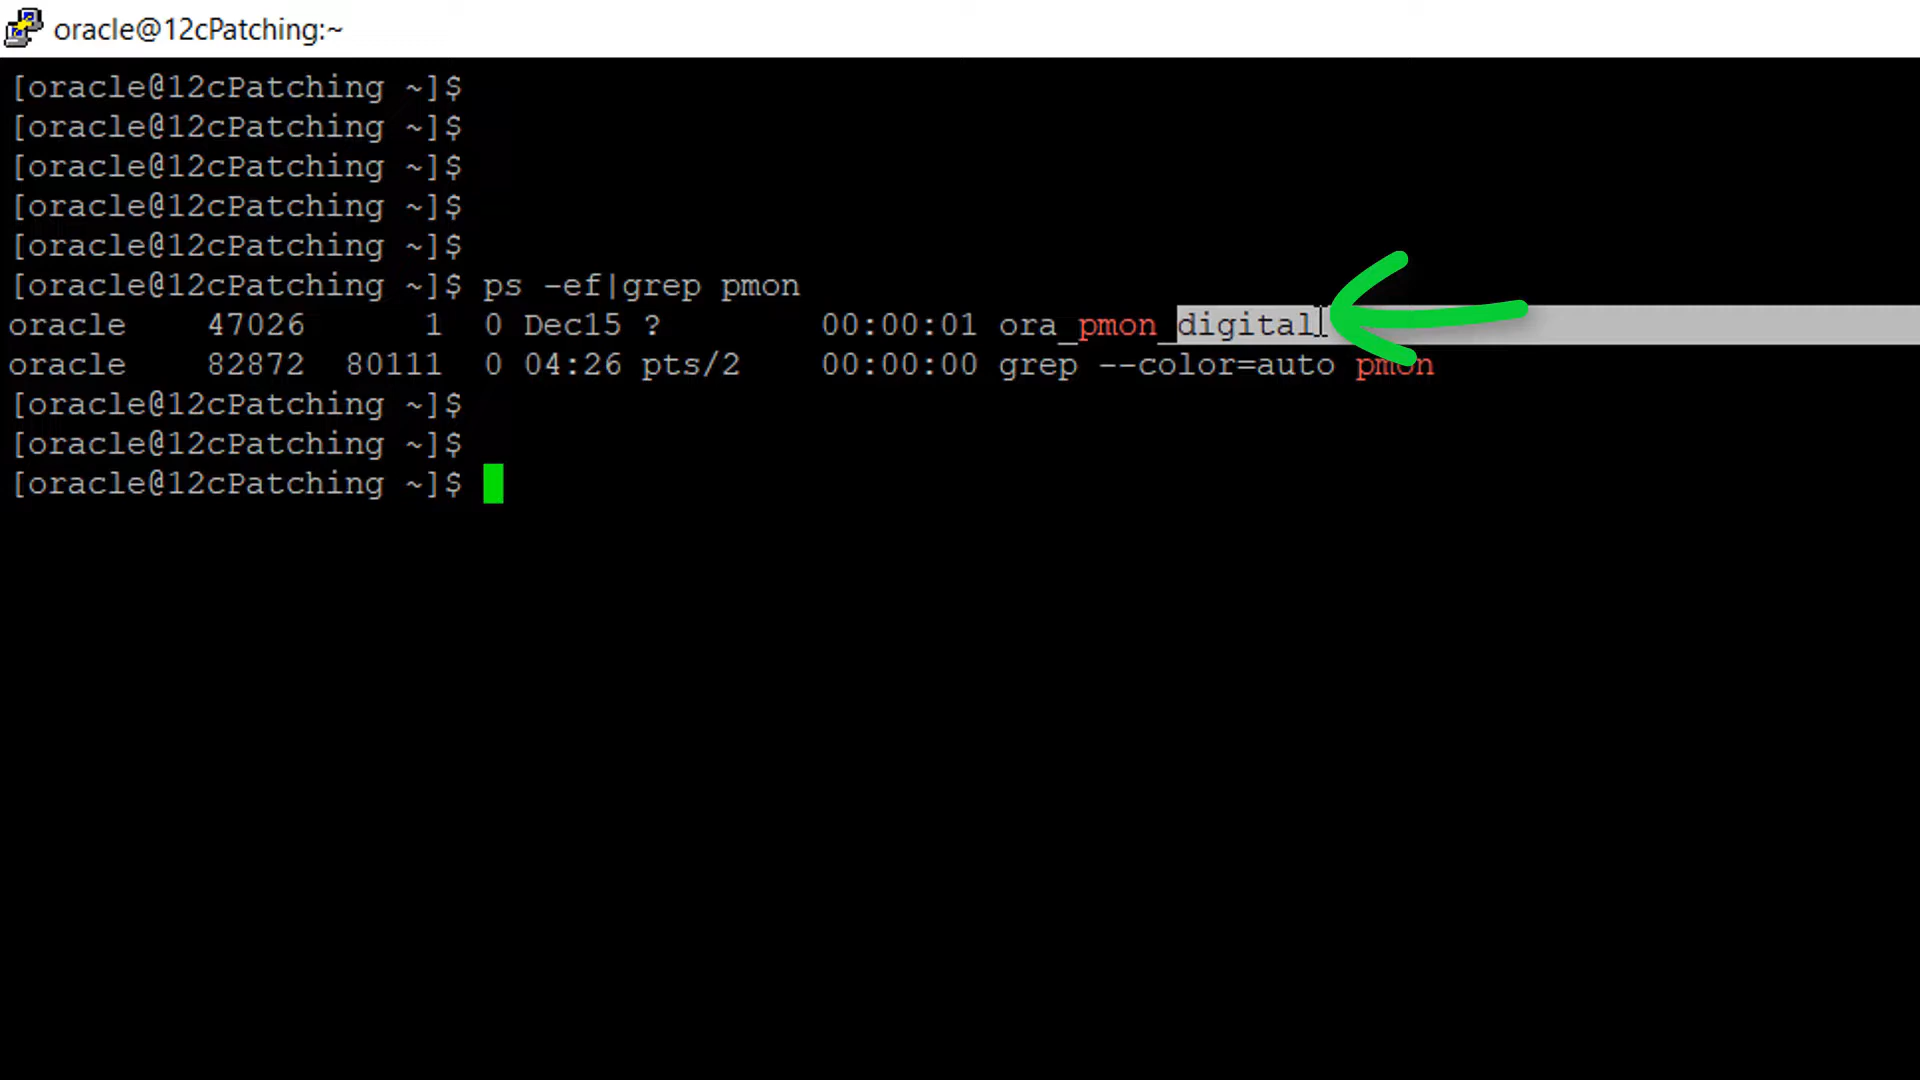 oracle@12cPatching:~
[oracle@12cPatching ~]$
[oracle@12cPatching ~]$
[oracle@12cPatching ~]$
[oracle@12cPatching ~]$
[oracle@12cPatching ~]$
[oracle@12cPatching ~]$ ps -ef|grep pmon
oracle 47026 1 0 Dec15 ? 00:00:01 ora_pmon_digital
oracle 82872 80111 0 04:26 pts/2 00:00:00 grep --color=auto pmon
[oracle@12cPatching ~]$
[oracle@12cPatching ~]$
[oracle@12cPatching ~]$